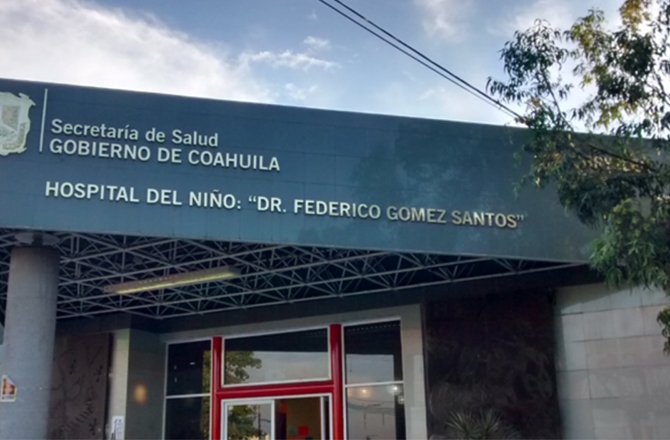 Secretaría de Salud
GOBIERNO DE COAHUILA
HOSPITAL DEL NIÑO: “DR. FEDERICO GOMEZ SANTOS”